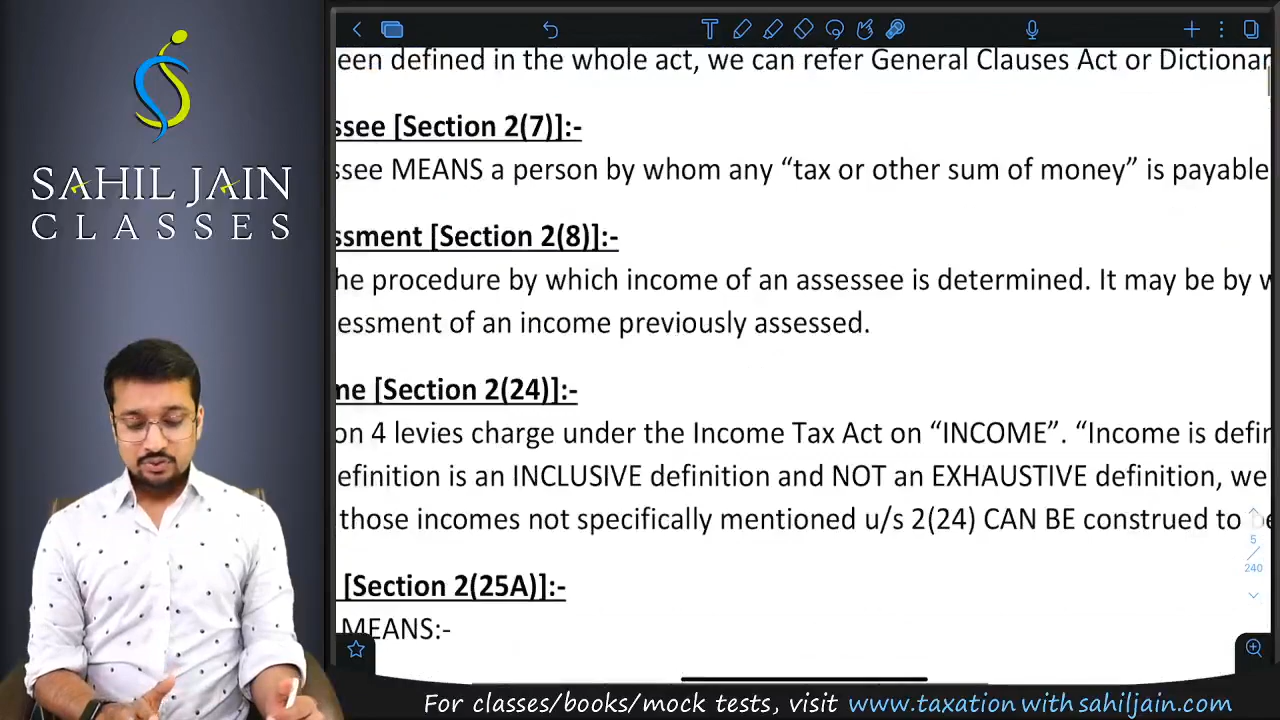 SAHIL JAIN
CLASSES
T
een defined in the whole act, we can refer General Clauses Act or Dictionar
ssee [Section 2(7)]:-
ssee MEANS a person by whom any “tax or other sum of money” is payable
ssment [Section 2(8)]:-
he procedure by which income of an assessee is determined. It may be by w
essment of an income previously assessed.
me [Section 2(24)]:-
on 4 levies charge under the Income Tax Act on “INCOME”. “Income is defin
efinition is an INCLUSIVE definition and NOT an EXHAUSTIVE definition, we
those incomes not specifically mentioned u/s 2(24) CAN BE construed to be
5
240
[Section 2(25A)]:-
MEANS:-
For classes/books/mock tests, visit www.taxationwithsahiljain.com